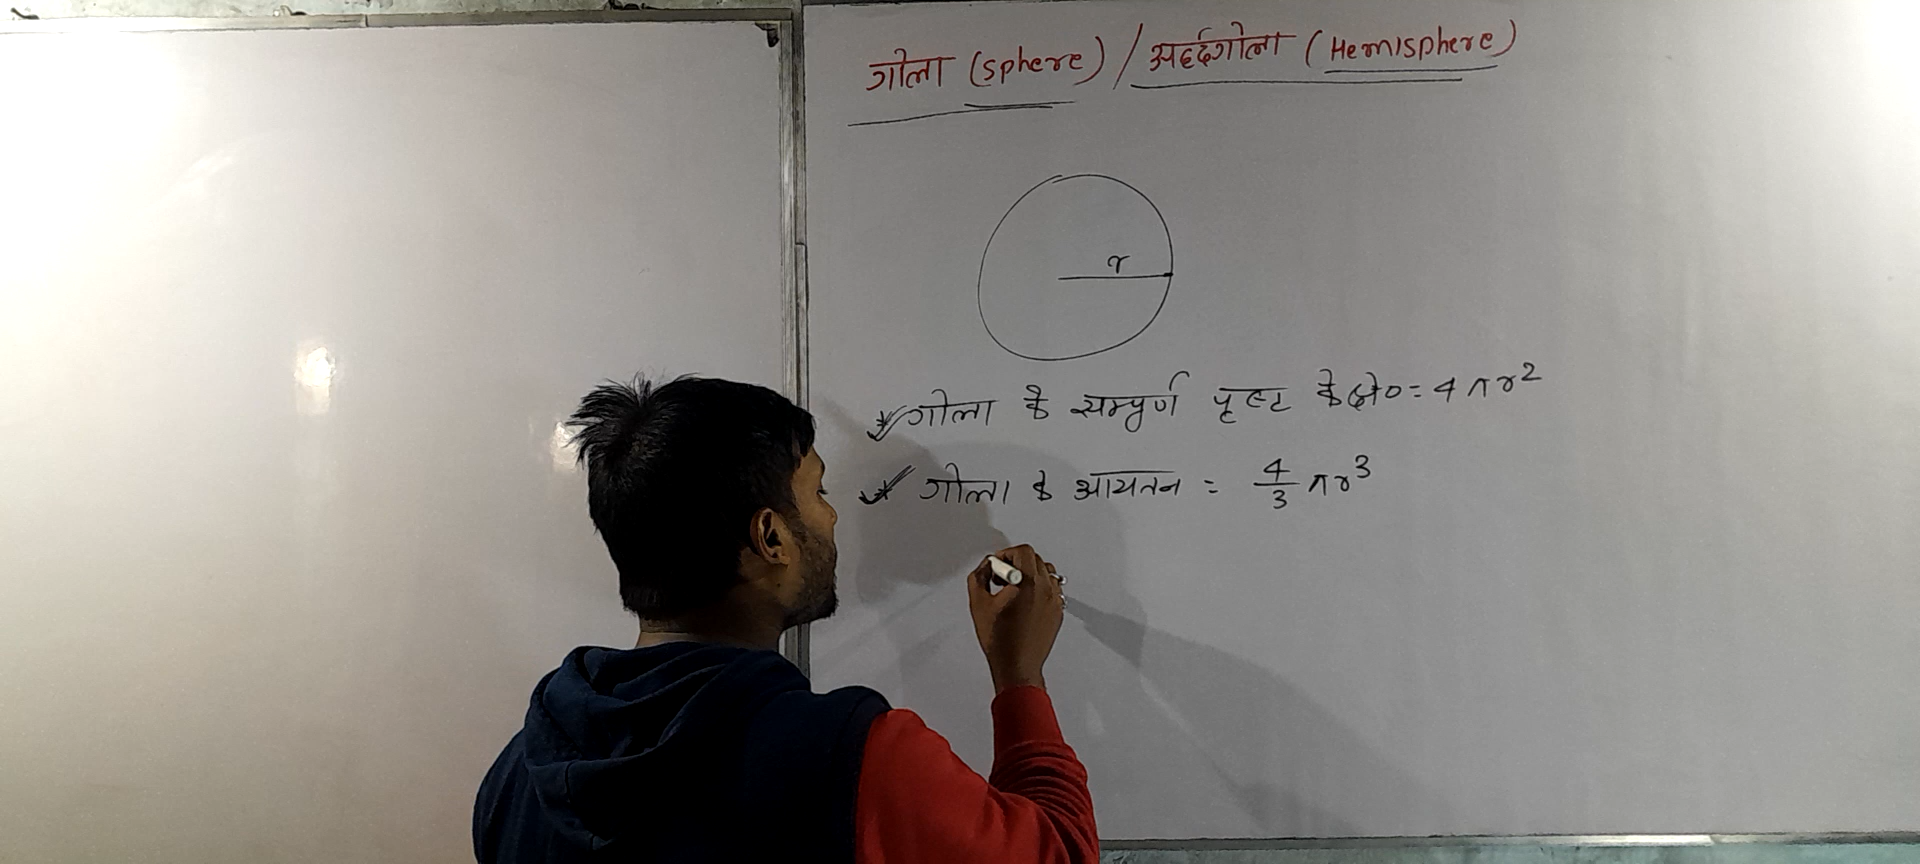 गोला (sphere) / अर्द्धगोला (Hemisphere)
r
गोला के सम्पुर्ण पृष्ट के क्षे० = 4πr²
गोला के आयतन = 4/3 πr³